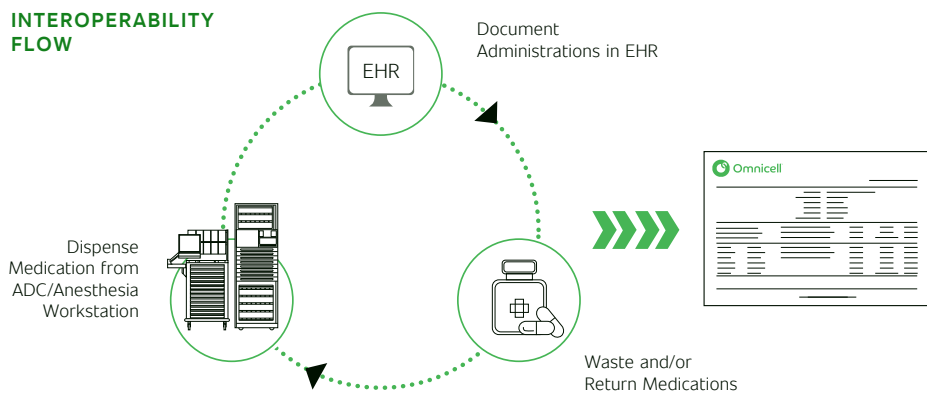 INTEROPERABILITY
FLOW
Document
Administrations in EHR
EHR
Omnicell
Dispense
Medication from
ADC/Anesthesia
Workstation
Waste and/or
Return Medications